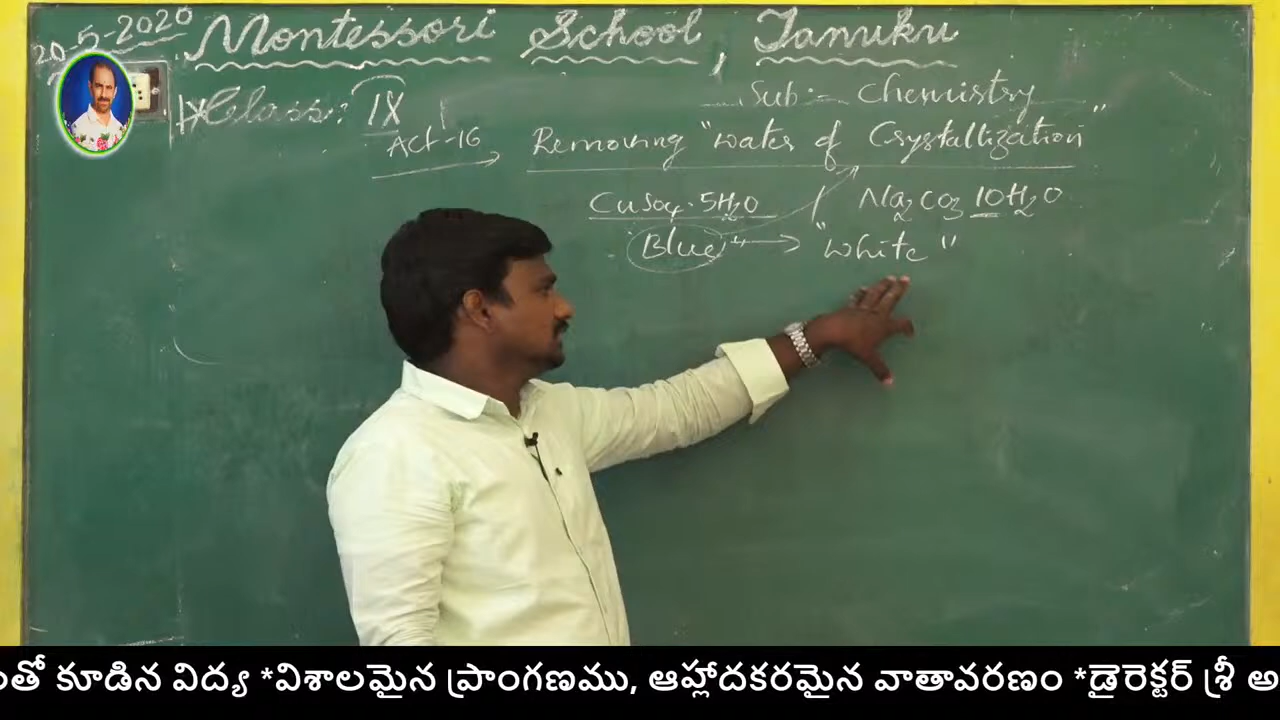 20-5-2020 Montessori School, Tanuku
Class: IX
Sub:- Chemistry
Act-16 Removing "water of Crystallization"
CuSO4.5H2O / Na2CO3 10H2O
Blue → "white"
తో కూడిన విద్య *విశాలమైన ప్రాంగణము, ఆహ్లాదకరమైన వాతావరణం *డైరెక్టర్ శ్రీ అ